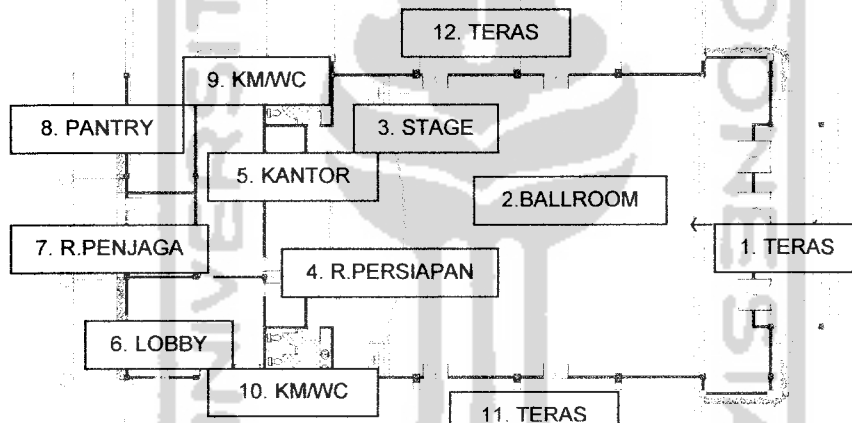 12. TERAS
9. KM/WC
8. PANTRY
3. STAGE
5. KANTOR
2.BALLROOM
7. R.PENJAGA
1. TERAS
4. R.PERSIAPAN
6. LOBBY
10. KM/WC
11. TERAS